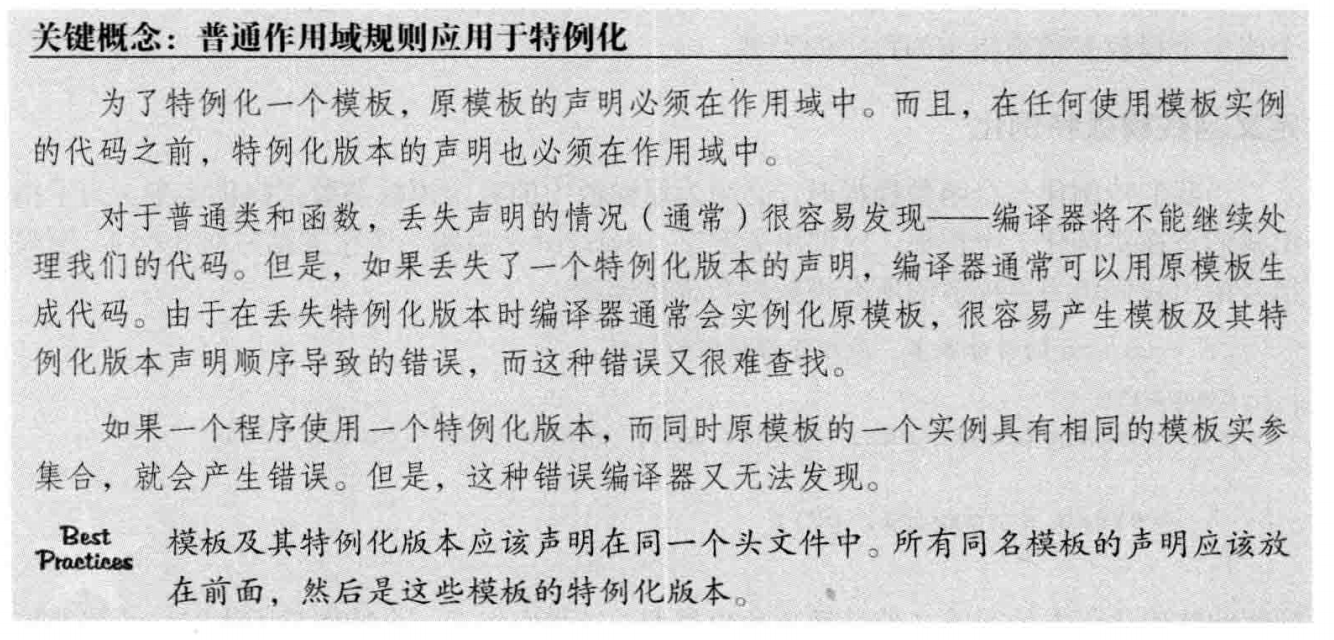 关键概念：普通作用域规则应用于特例化
为了特例化一个模板，原模板的声明必须在作用域中。而且，在任何使用模板实例
的代码之前，特例化版本的声明也必须在作用域中。
对于普通类和函数，丢失声明的情况（通常）很容易发现——编译器将不能继续处
理我们的代码。但是，如果丢失了一个特例化版本的声明，编译器通常可以用原模板生
成代码。由于在丢失特例化版本时编译器通常会实例化原模板，很容易产生模板及其特
例化版本声明顺序导致的错误，而这种错误又很难查找。
如果一个程序使用一个特例化版本，而同时原模板的一个实例具有相同的模板实参
集合，就会产生错误。但是，这种错误编译器又无法发现。
Best
Practices
模板及其特例化版本应该声明在同一个头文件中。所有同名模板的声明应该放
在前面，然后是这些模板的特例化版本。